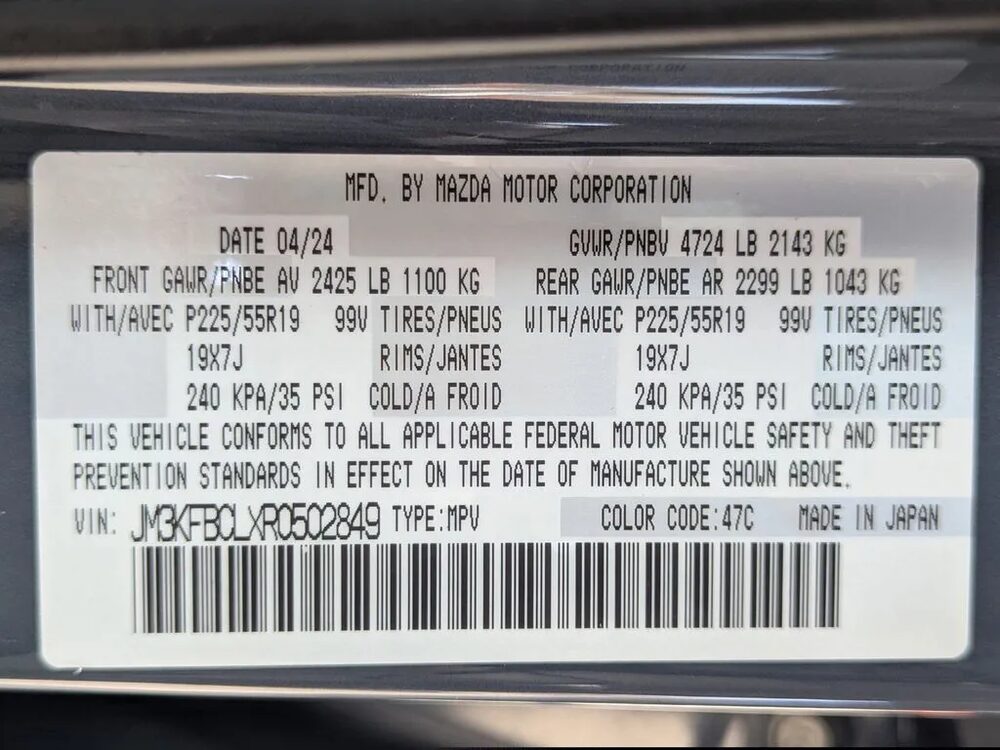 MFD. BY MAZDA MOTOR CORPORATION
DATE 04/24 GVWR/PNBV 4724 LB 2143 KG
FRONT GAWR/PNBE AV 2425 LB 1100 KG REAR GAWR/PNBE AR 2299 LB 1043 KG
WITH/AVEC P225/55R19 99V TIRES/PNEUS WITH/AVEC P225/55R19 99V TIRES/PNEUS
19X7J RIMS/JANTES 19X7J RIMS/JANTES
240 KPA/35 PSI COLD/A FROID 240 KPA/35 PSI COLD/A FROID
THIS VEHICLE CONFORMS TO ALL APPLICABLE FEDERAL MOTOR VEHICLE SAFETY AND THEFT
PREVENTION STANDARDS IN EFFECT ON THE DATE OF MANUFACTURE SHOWN ABOVE.
VIN: JM3KFBCLXR0502849 TYPE:MPV COLOR CODE:47C MADE IN JAPAN